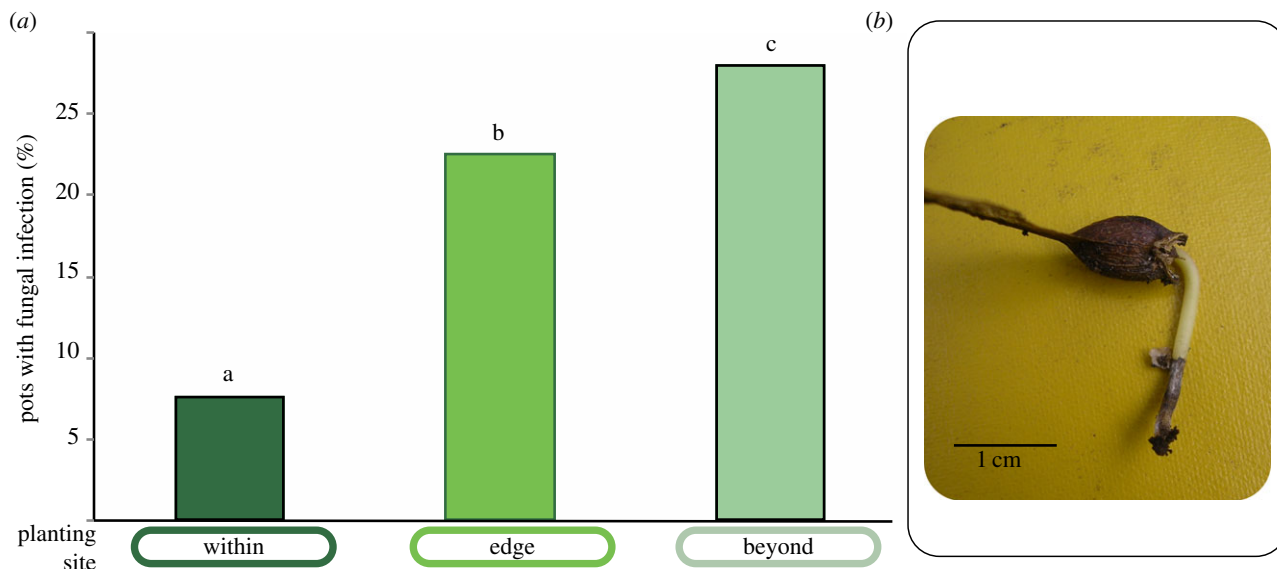 (a)
pots with fungal infection (%)
25
20
15
10
5
a
b
c
planting
site
within
edge
beyond
(b)
1 cm